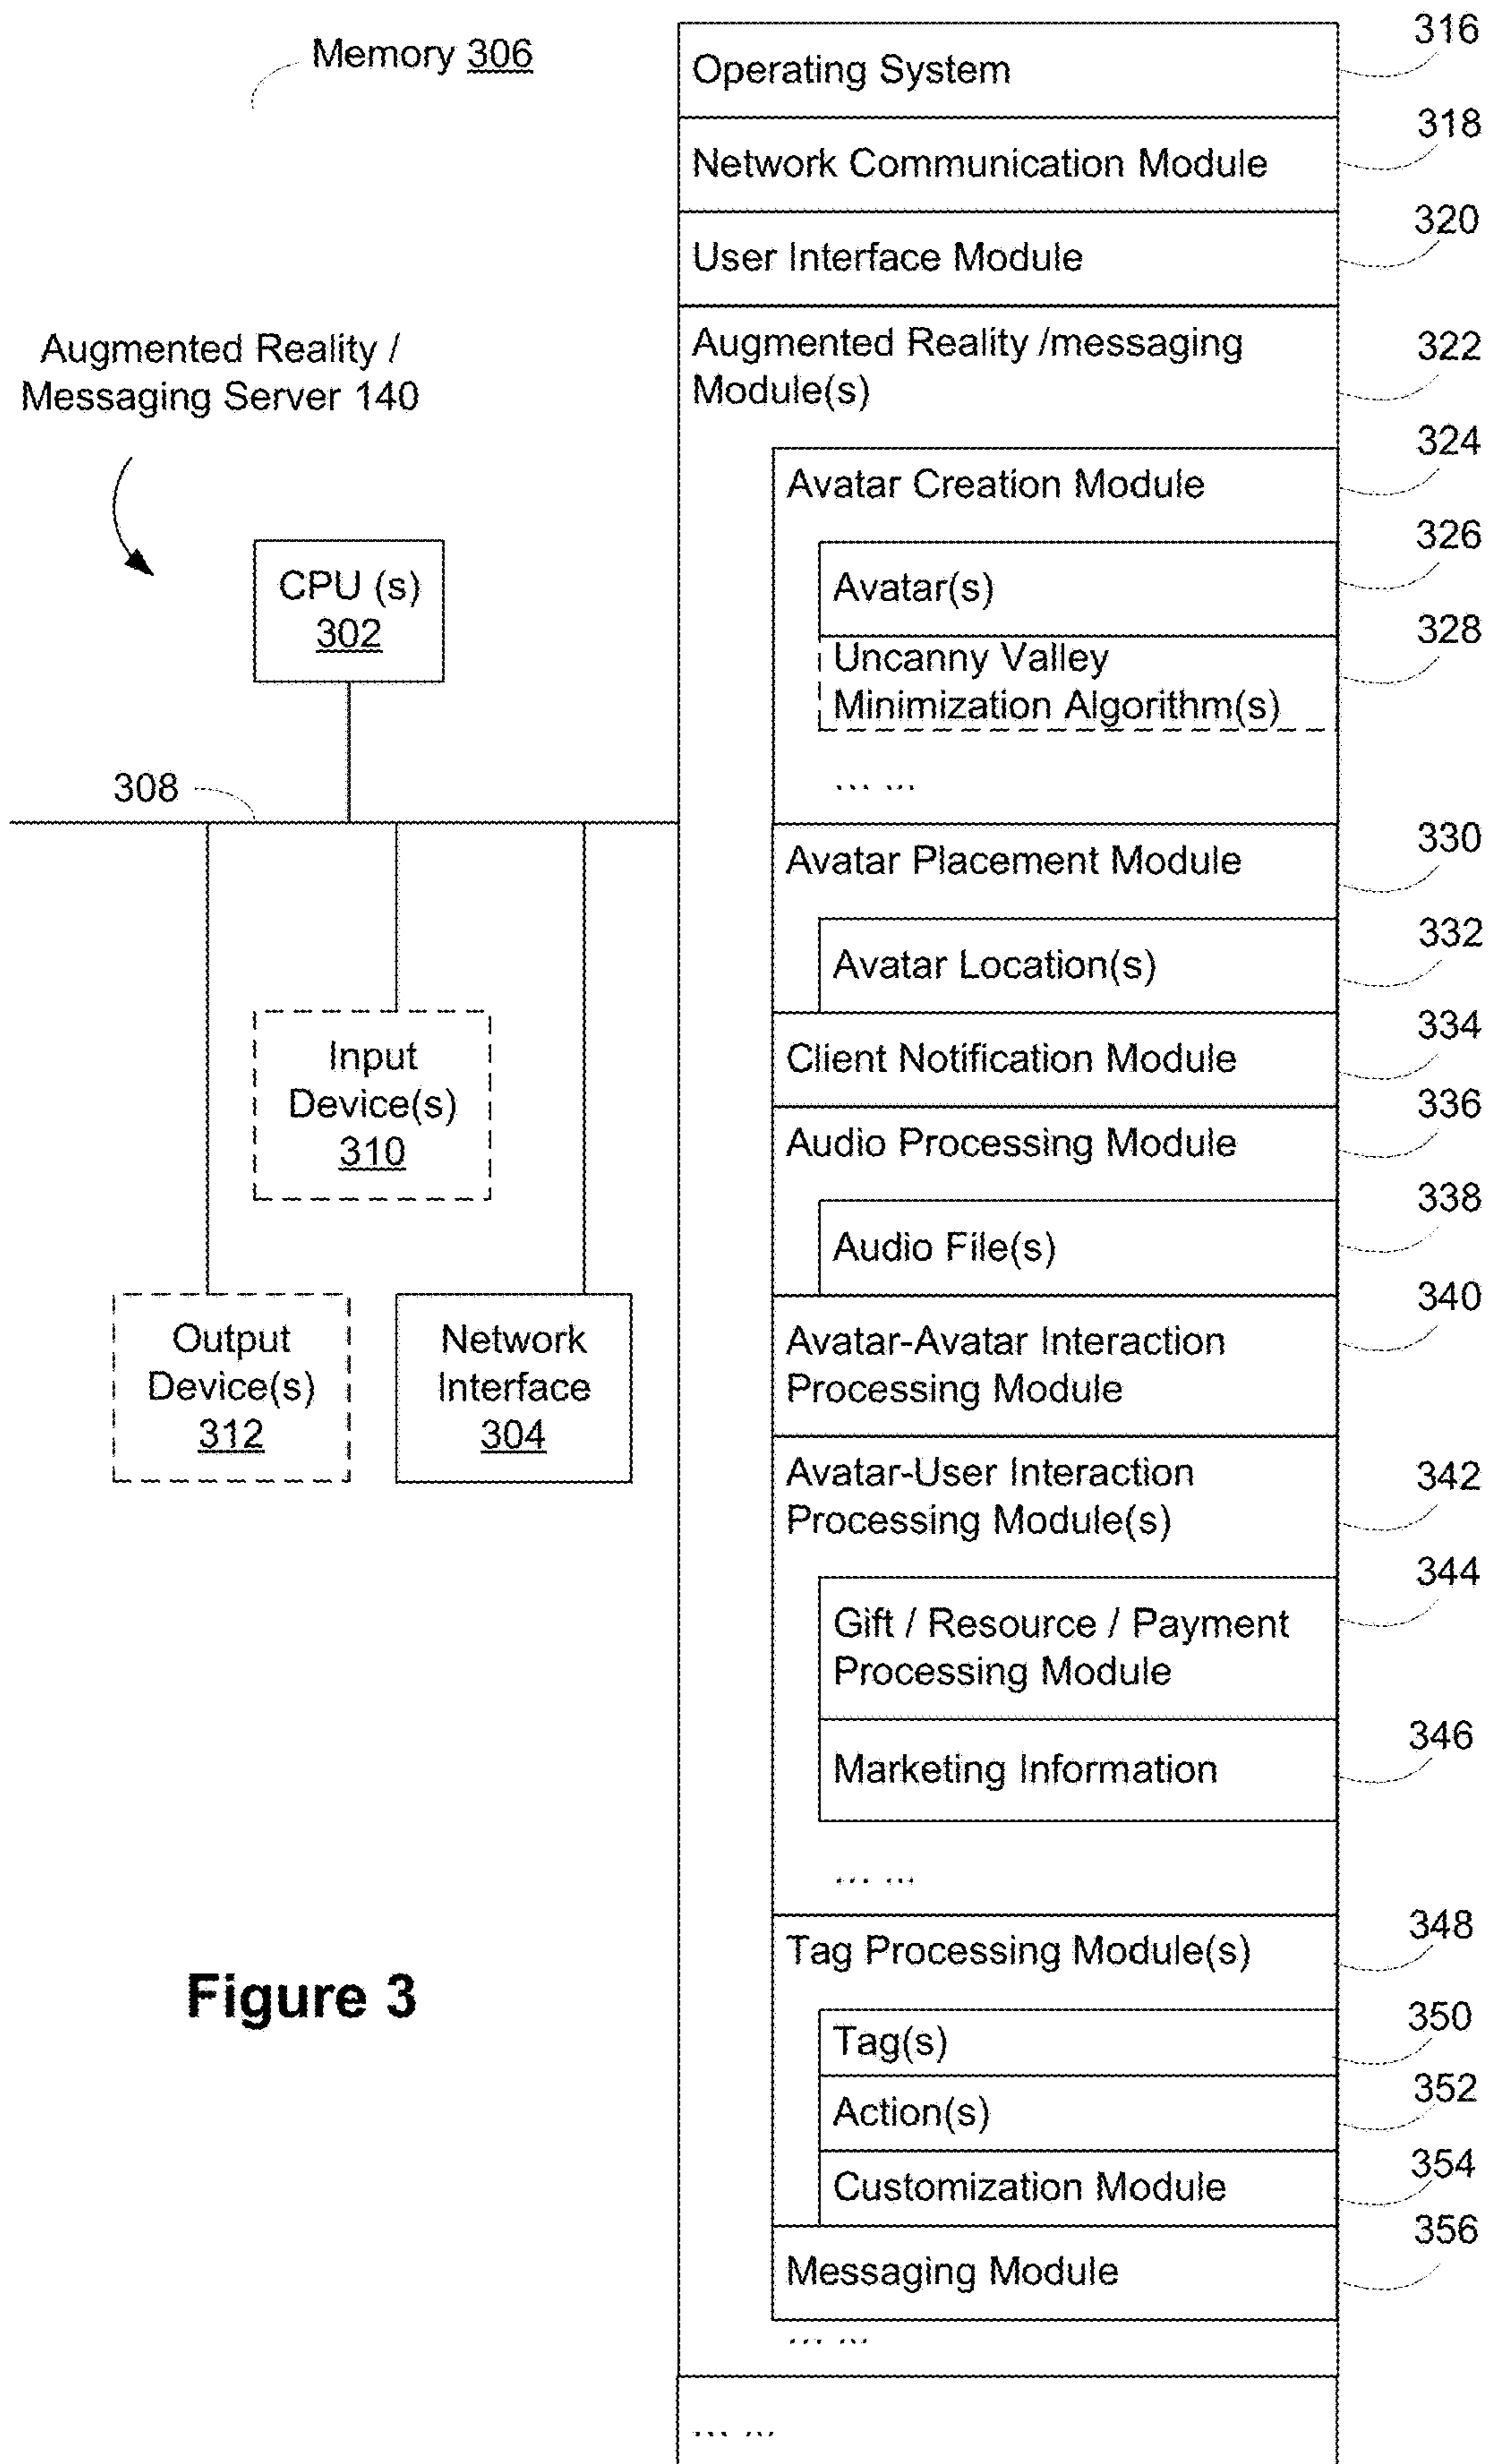 Memory 306
Augmented Reality /
Messaging Server 140
CPU (s)
302
308
Input
Device(s)
310
Output
Device(s)
312
Network
Interface
304
Figure 3
Operating System
316
Network Communication Module
318
User Interface Module
320
Augmented Reality /messaging
Module(s)
322
Avatar Creation Module
324
Avatar(s)
326
Uncanny Valley
Minimization Algorithm(s)
328
... ...
Avatar Placement Module
330
Avatar Location(s)
332
Client Notification Module
334
Audio Processing Module
336
Audio File(s)
338
Avatar-Avatar Interaction
Processing Module
340
Avatar-User Interaction
Processing Module(s)
342
Gift / Resource / Payment
Processing Module
344
Marketing Information
346
... ...
Tag Processing Module(s)
348
Tag(s)
350
Action(s)
352
Customization Module
354
Messaging Module
356
... ...
... ...